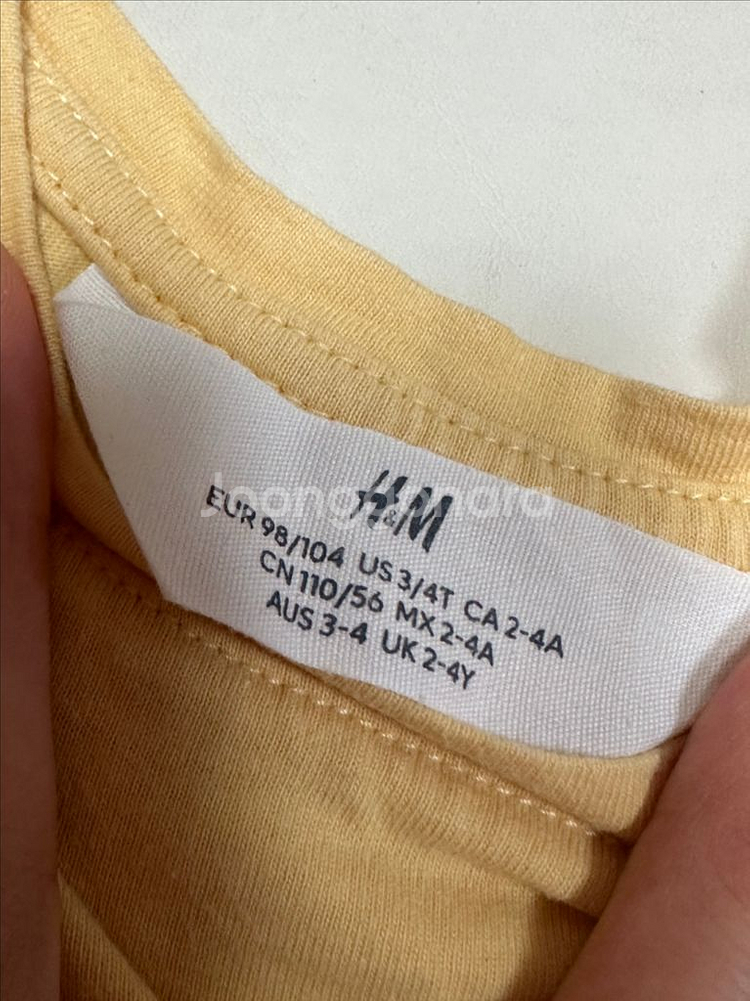 H&M
Joonggonara
EUR 98/104 US 3/4T CA 2-4A
CN 110/56 MX 2-4A
AUS 3-4 UK 2-4Y